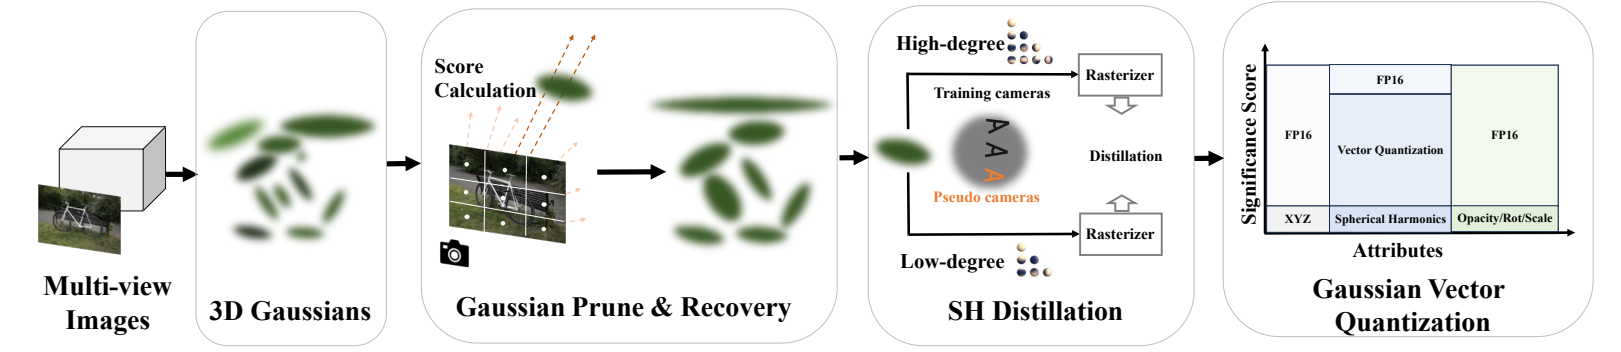 Multi-view
Images
3D Gaussians
Score
Calculation
Gaussian Prune & Recovery
High-degree
Rasterizer
Training cameras
A
A A
Distillation
Pseudo cameras
Rasterizer
Low-degree
SH Distillation
Significance Score
FP16
FP16
Vector Quantization
FP16
XYZ
Spherical Harmonics
Opacity/Rot/Scale
Attributes
Gaussian Vector
Quantization